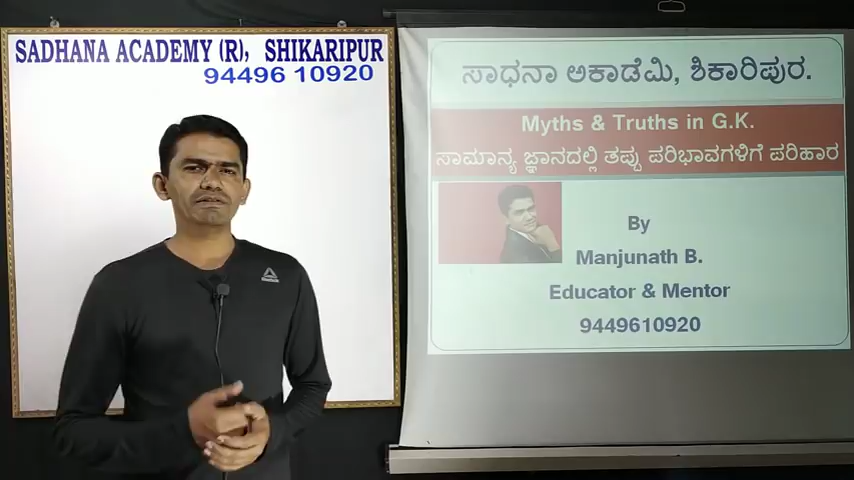 SADHANA ACADEMY (R), SHIKARIPUR
94496 10920
ಸಾಧನಾ ಅಕಾಡೆಮಿ, ಶಿಕಾರಿಪುರ.
Myths & Truths in G.K.
ಸಾಮಾನ್ಯ ಜ್ಞಾನದಲ್ಲಿ ತಪ್ಪು ಪರಿಭಾವಗಳಿಗೆ ಪರಿಹಾರ
By
Manjunath B.
Educator & Mentor
9449610920